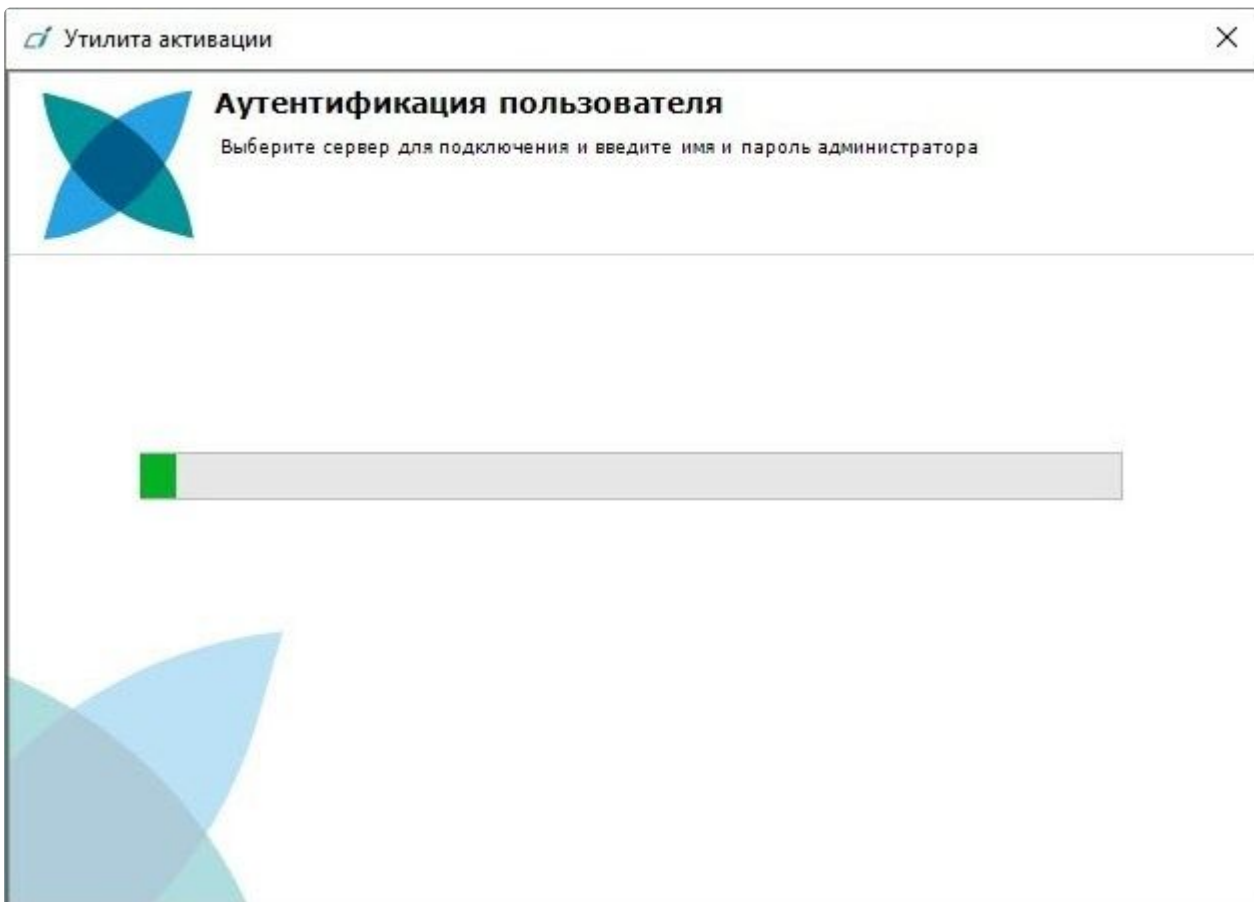 Утилита активации
Аутентификация пользователя
Выберите сервер для подключения и введите имя и пароль администратора